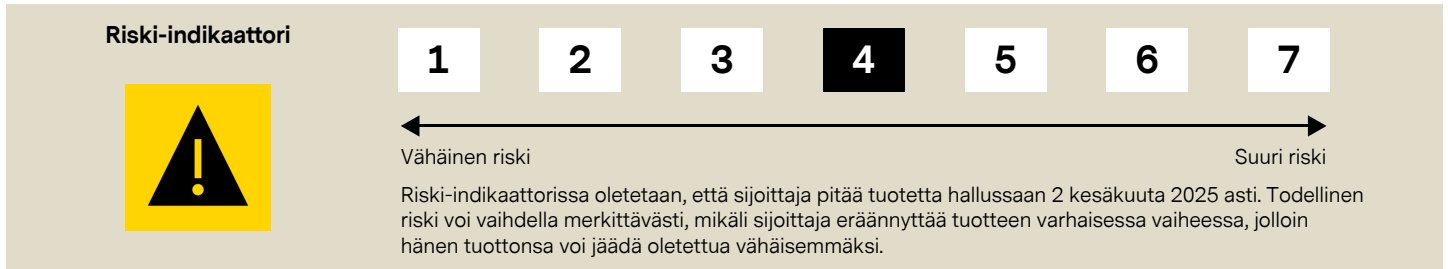 Riski-indikaattori
1 2 3 4 5 6 7
Vähäinen riski Suuri riski
Riski-indikaattorissa oletetaan, että sijoittaja pitää tuotetta hallussaan 2 kesäkuuta 2025 asti. Todellinen
riski voi vaihdella merkittävästi, mikäli sijoittaja eräännyttää tuotteen varhaisessa vaiheessa, jolloin
hänen tuottonsa voi jäädä oletettua vähäisemmäksi.